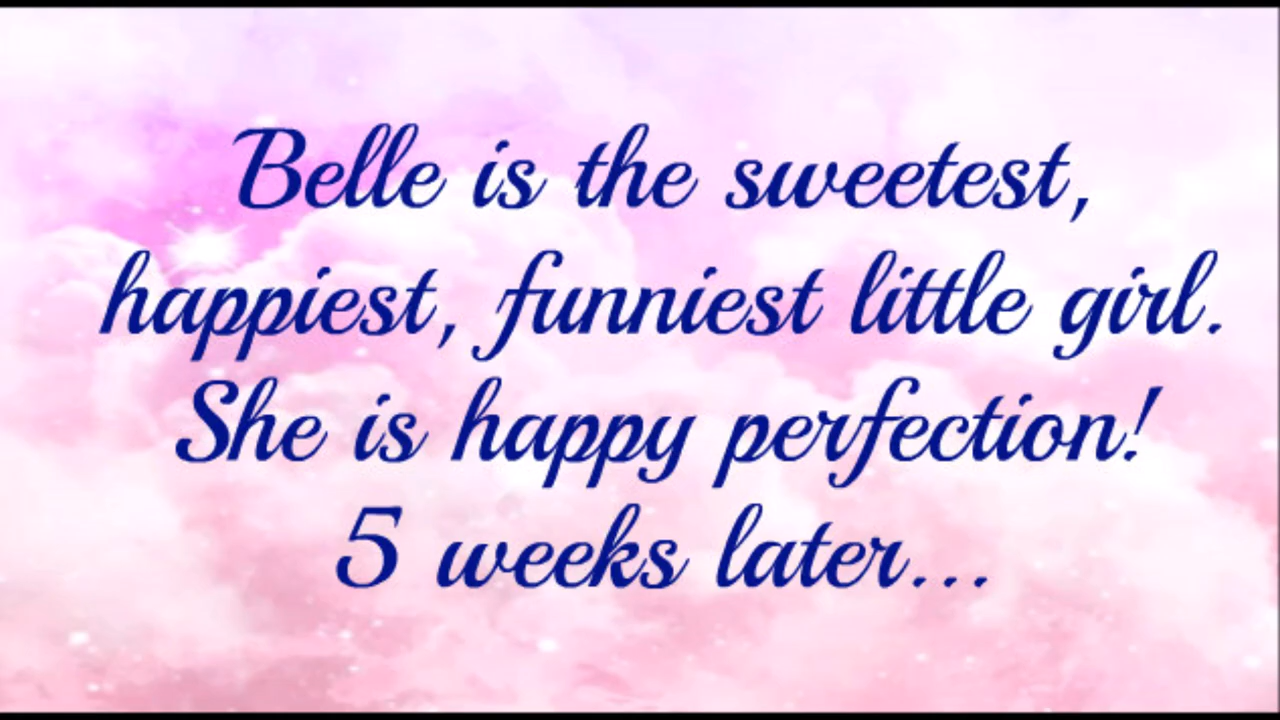 Belle is the sweetest,
happiest, funniest little girl.
She is happy perfection!
5 weeks later...